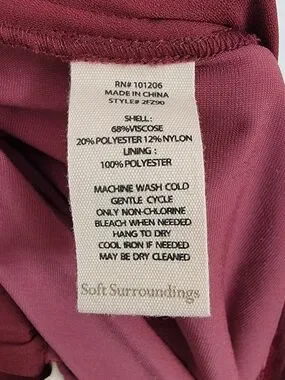 RN# 101206
MADE IN CHINA
STYLE# 2FZ90
SHELL:
68%VISCOSE
20% POLYESTER 12% NYLON
LINING :
100% POLYESTER
MACHINE WASH COLD
GENTLE CYCLE
ONLY NON-CHLORINE
BLEACH WHEN NEEDED
HANG TO DRY
COOL IRON IF NEEDED
MAY BE DRY CLEANED
Soft Surroundings